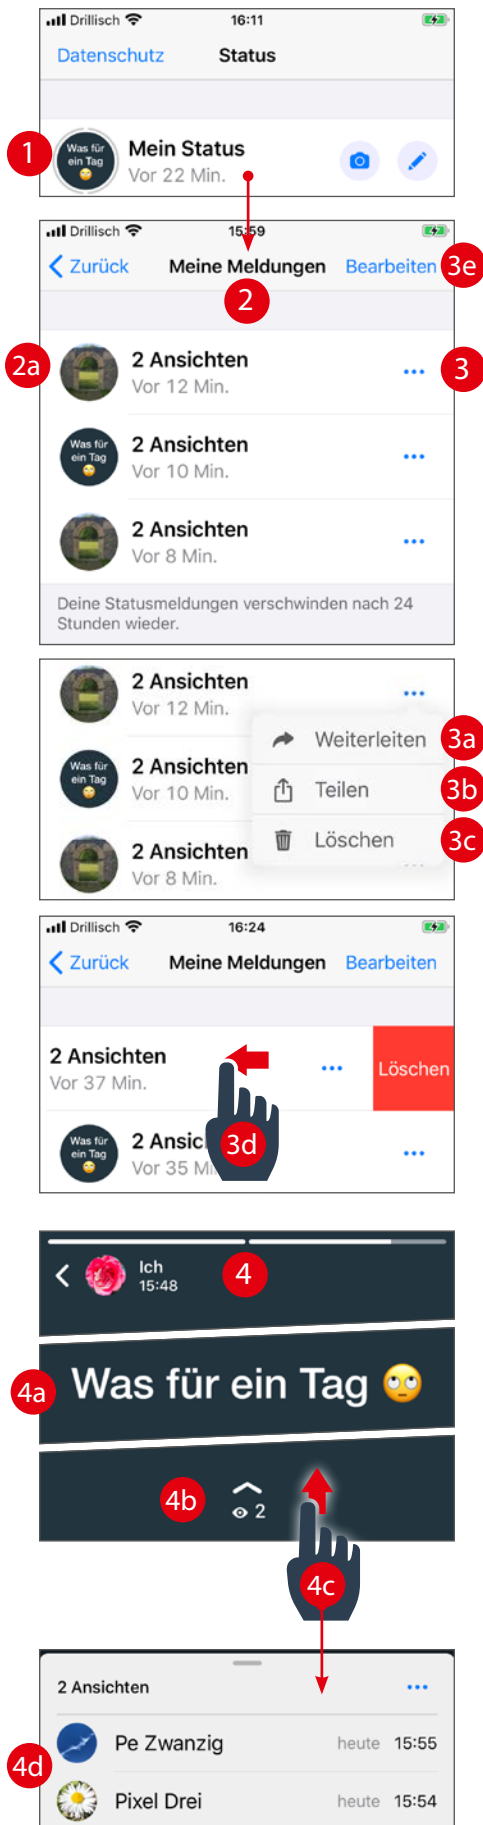 Drillisch 16:11
Datenschutz Status
1 Was für ein Tag Mein Status
Vor 22 Min.
Drillisch 15:59
Zurück Meine Meldungen Bearbeiten 3e
2
2a 2 Ansichten 3
Vor 12 Min.
Was für
ein Tag
2 Ansichten
Vor 10 Min.
2 Ansichten
Vor 8 Min.
Deine Statusmeldungen verschwinden nach 24
Stunden wieder.
2 Ansichten
Vor 12 Min.
Weiterleiten 3a
Was für
ein Tag
2 Ansichten
Vor 10 Min.
Teilen 3b
2 Ansichten
Vor 8 Min.
Löschen 3c
Drillisch 16:24
Zurück Meine Meldungen Bearbeiten
2 Ansichten
Vor 37 Min.
Löschen
3d
Was für
ein Tag
2 Ansic
Vor 35 Mi
Ich
15:48
4
4a Was für ein Tag 🙄
4b 2
4c
2 Ansichten
4d
Pe Zwanzig heute 15:55
Pixel Drei heute 15:54